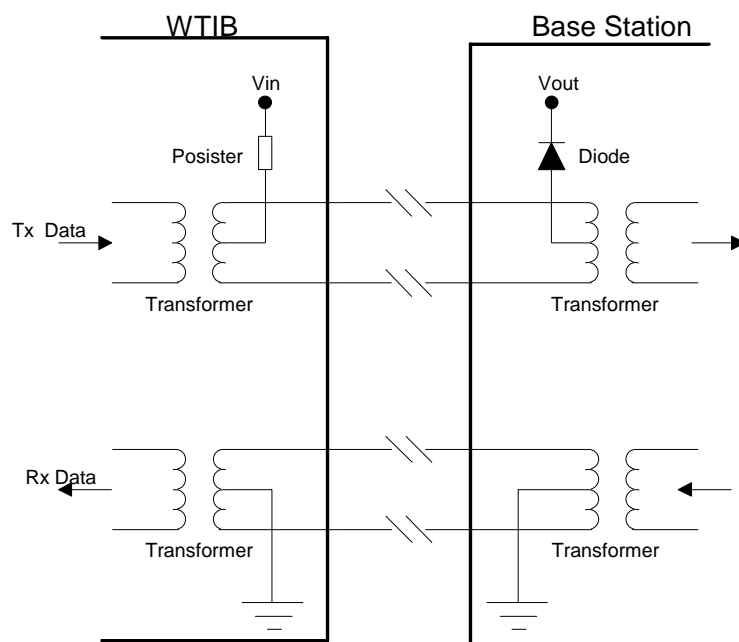 WTIB
Base Station
Vin
Vout
Posister
Diode
Tx Data
Transformer
Transformer
Rx Data
Transformer
Transformer